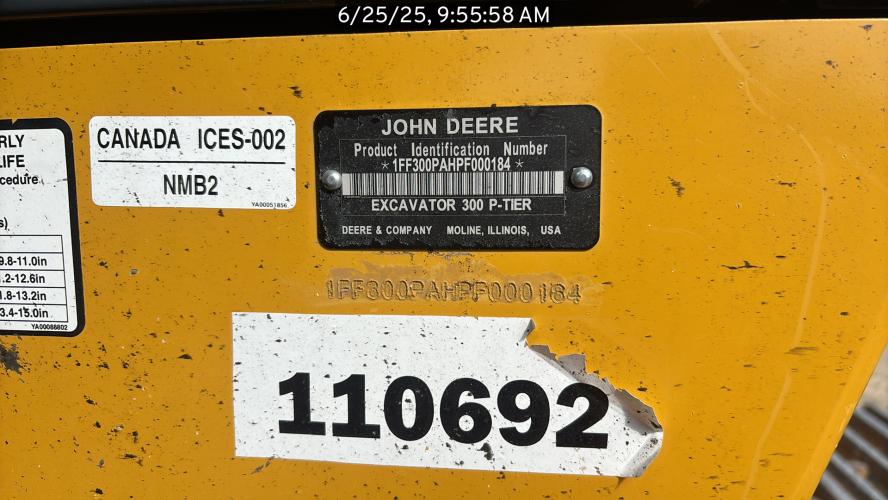 6/25/25, 9:55:58 AM
RLY
LIFE
cedure
s)
9.8-11.0in
.2-12.6in
1.8-13.2in
3.4-15.0in
YA00088802
CANADA ICES-002
NMB2
YA00051856
JOHN DEERE
Product Identification Number
*1FF300PAHPF000184*
EXCAVATOR 300 P-TIER
DEERE & COMPANY MOLINE, ILLINOIS, USA
1FF300PAHPF000184
110692